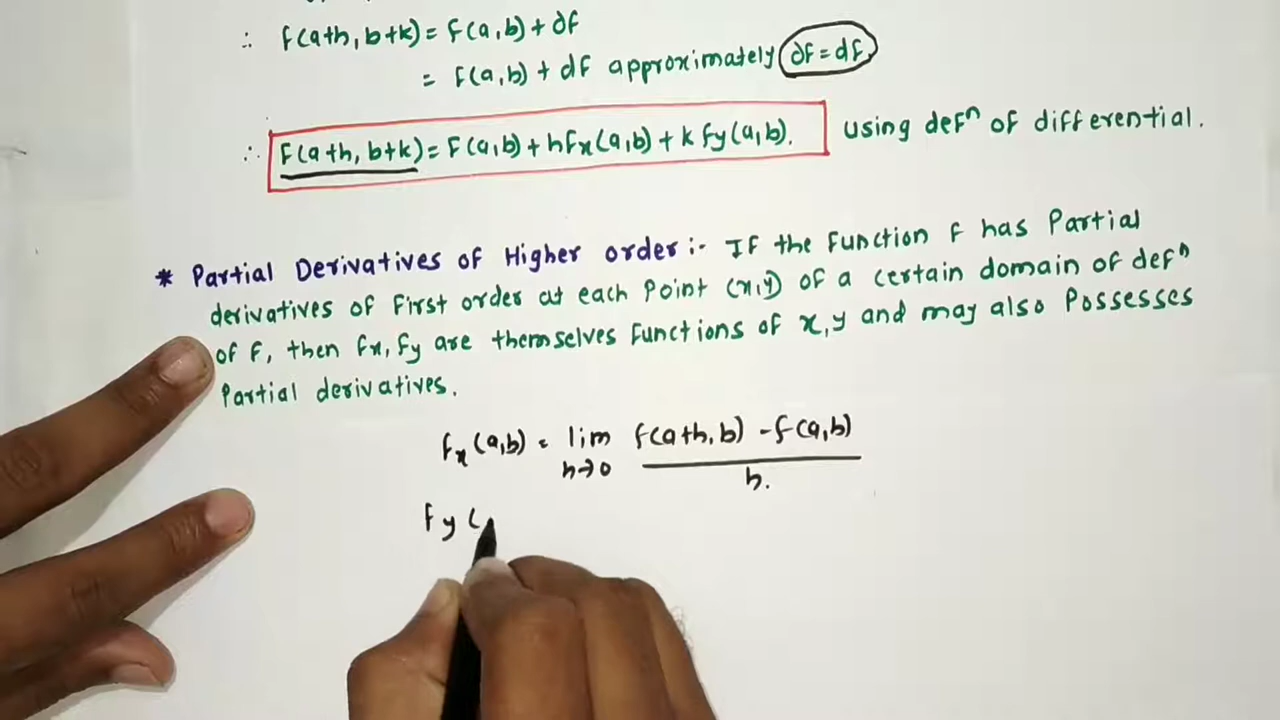 ∴ f(a+h, b+k) = f(a,b) + ∂f
= f(a,b) + df approximately ∂f = df.
∴ f(a+h, b+k) = f(a,b) + hfx(a,b) + k fy(a,b). using defⁿ of differential.
* Partial Derivatives of Higher order:- If the function f has Partial
derivatives of first order at each point (x,y) of a certain domain of defⁿ
of f, then fx, fy are themselves functions of x,y and may also Possesses
Partial derivatives.
fx (a,b) = lim f(a+h, b) - f(a,b)
h→0 h.
fy (